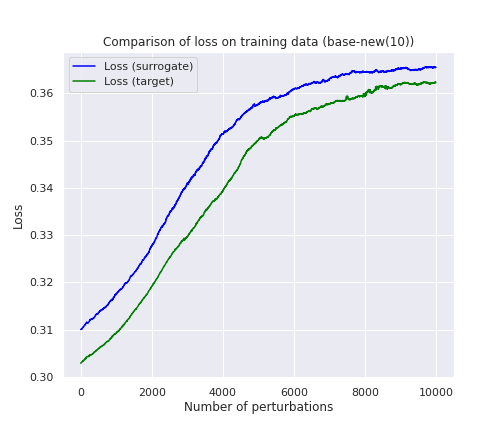 Comparison of loss on training data (base-new(10))
Loss (surrogate)
Loss (target)
Loss
0.36
0.35
0.34
0.33
0.32
0.31
0.30
0 2000 4000 6000 8000 10000
Number of perturbations